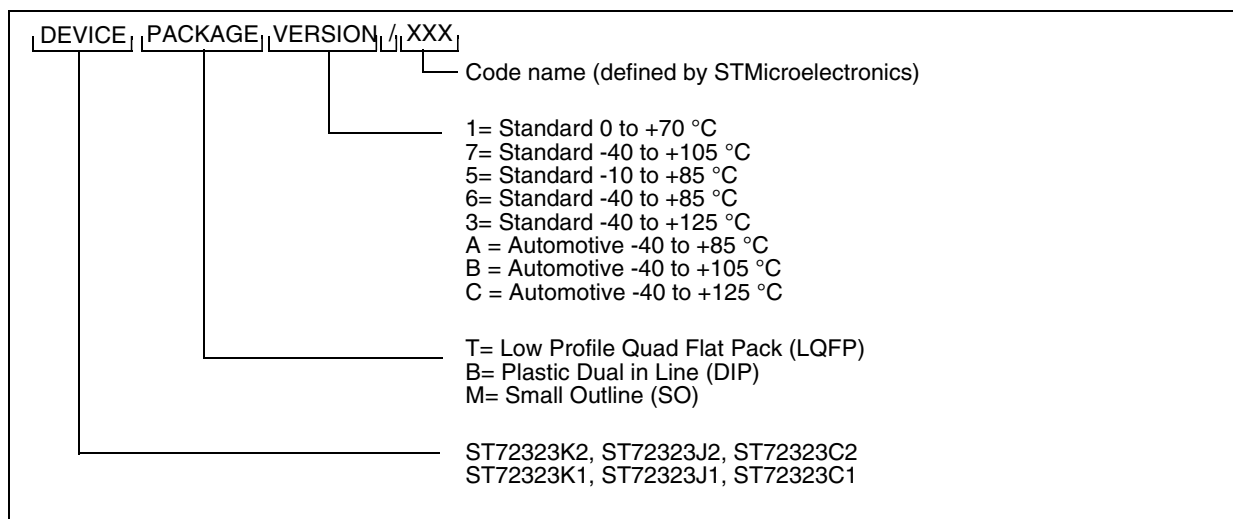 DEVICE PACKAGE VERSION / XXX
Code name (defined by STMicroelectronics)
1= Standard 0 to +70 °C
7= Standard -40 to +105 °C
5= Standard -10 to +85 °C
6= Standard -40 to +85 °C
3= Standard -40 to +125 °C
A = Automotive -40 to +85 °C
B = Automotive -40 to +105 °C
C = Automotive -40 to +125 °C
T= Low Profile Quad Flat Pack (LQFP)
B= Plastic Dual in Line (DIP)
M= Small Outline (SO)
ST72323K2, ST72323J2, ST72323C2
ST72323K1, ST72323J1, ST72323C1